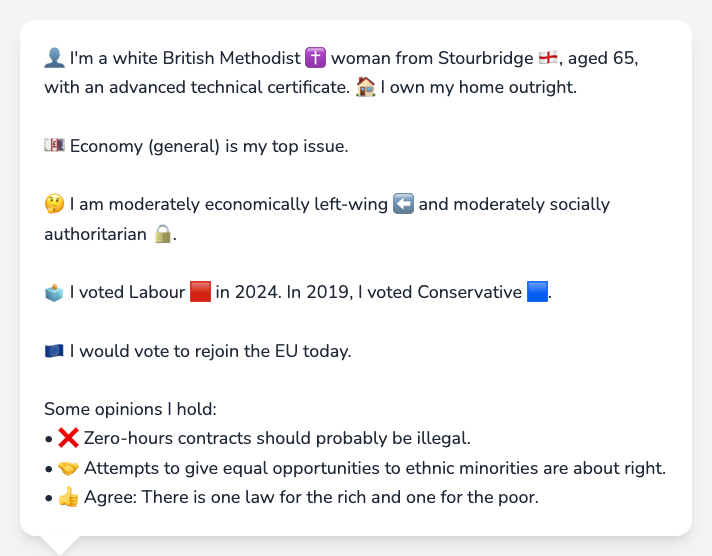 👤 I'm a white British Methodist ✝️ woman from Stourbridge 🏴󠁧󠁢󠁥󠁮󠁧󠁿, aged 65,
with an advanced technical certificate. 🏠 I own my home outright.
💷 Economy (general) is my top issue.
🤔 I am moderately economically left-wing ⬅️ and moderately socially
authoritarian 🔒.
🗳️ I voted Labour 🟥 in 2024. In 2019, I voted Conservative 🟦.
🇪🇺 I would vote to rejoin the EU today.
Some opinions I hold:
• ❌ Zero-hours contracts should probably be illegal.
• 🤝 Attempts to give equal opportunities to ethnic minorities are about right.
• 👍 Agree: There is one law for the rich and one for the poor.